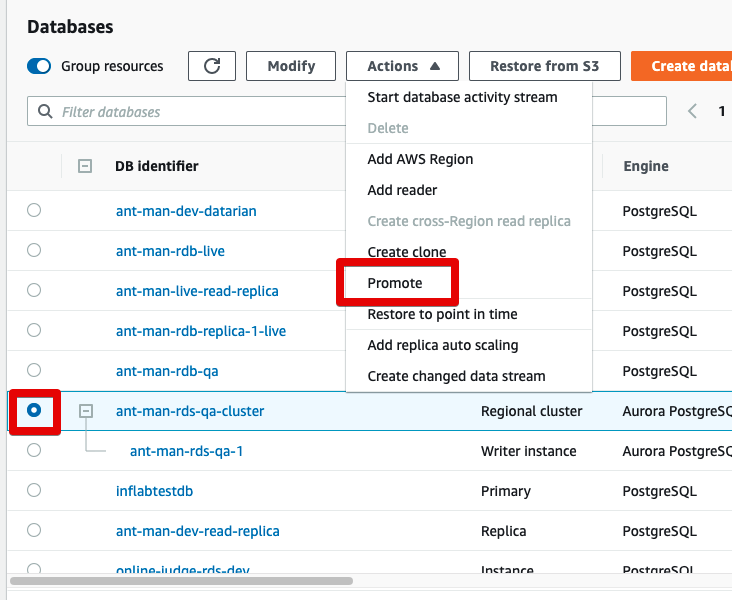 Databases
Group resources
Modify
Actions
Restore from S3
Create datal
Filter databases
1
Start database activity stream
Delete
Add AWS Region
Add reader
Create cross-Region read replica
Create clone
Promote
Restore to point in time
Add replica auto scaling
Create changed data stream
DB identifier Engine
ant-man-dev-datarian PostgreSQL
ant-man-rdb-live PostgreSQL
ant-man-live-read-replica PostgreSQL
ant-man-rdb-replica-1-live PostgreSQL
ant-man-rdb-qa PostgreSQL
ant-man-rds-qa-cluster Regional cluster Aurora PostgreSQ
ant-man-rds-qa-1 Writer instance Aurora PostgreSQ
inflabtestdb Primary PostgreSQL
ant-man-dev-read-replica Replica PostgreSQL
online-judge-rds-dev Instance PostgreSQL